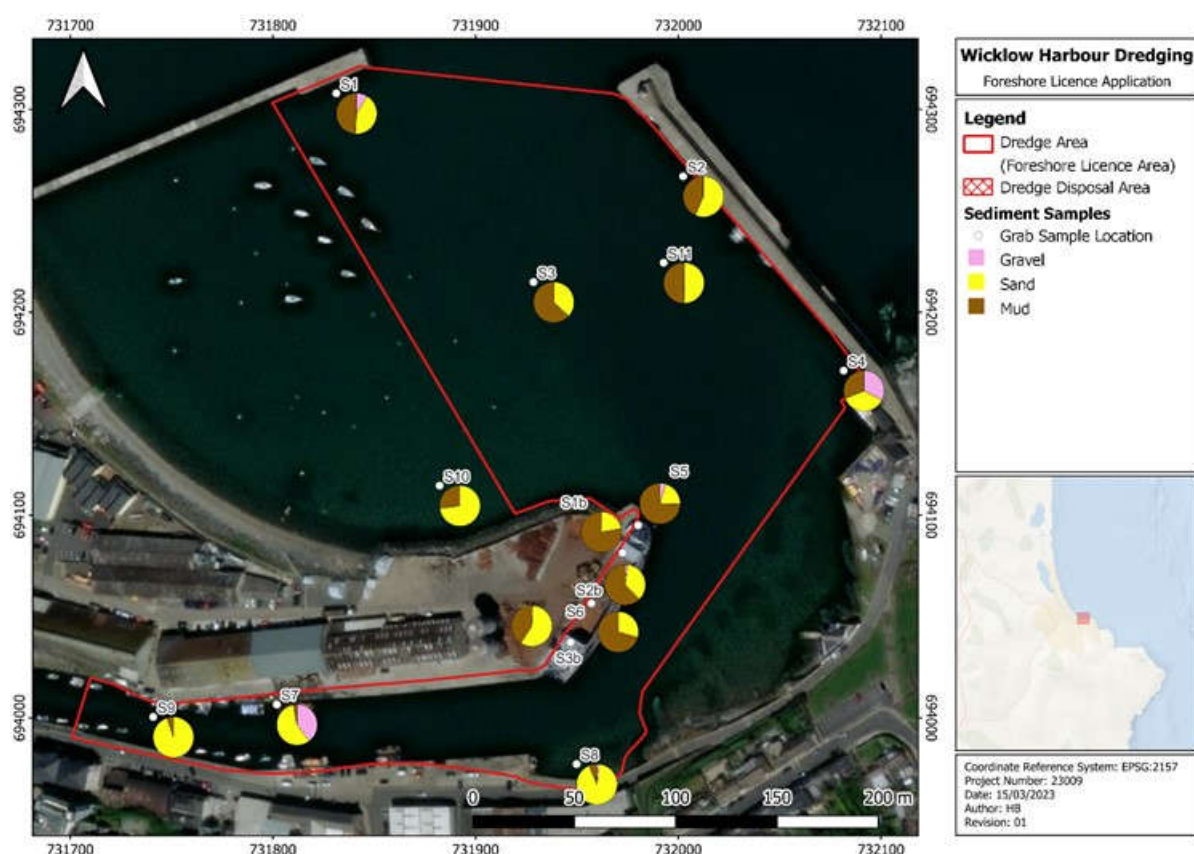 731700 731800 731900 732000 732100
694300
694200
694100
694000
S1
S2
S11
S3
S4
S10
S5
S1b
S2b
S6
S3b
S9
S7
S8
0 50 100 150 200 m
694300
694200
694100
694000
731700 731800 731900 732000 732100
Wicklow Harbour Dredging
Foreshore Licence Application
Legend
Dredge Area
(Foreshore Licence Area)
Dredge Disposal Area
Sediment Samples
Grab Sample Location
Gravel
Sand
Mud
Coordinate Reference System: EPSG:2157
Project Number: 23009
Date: 15/03/2023
Author: HB
Revision: 01